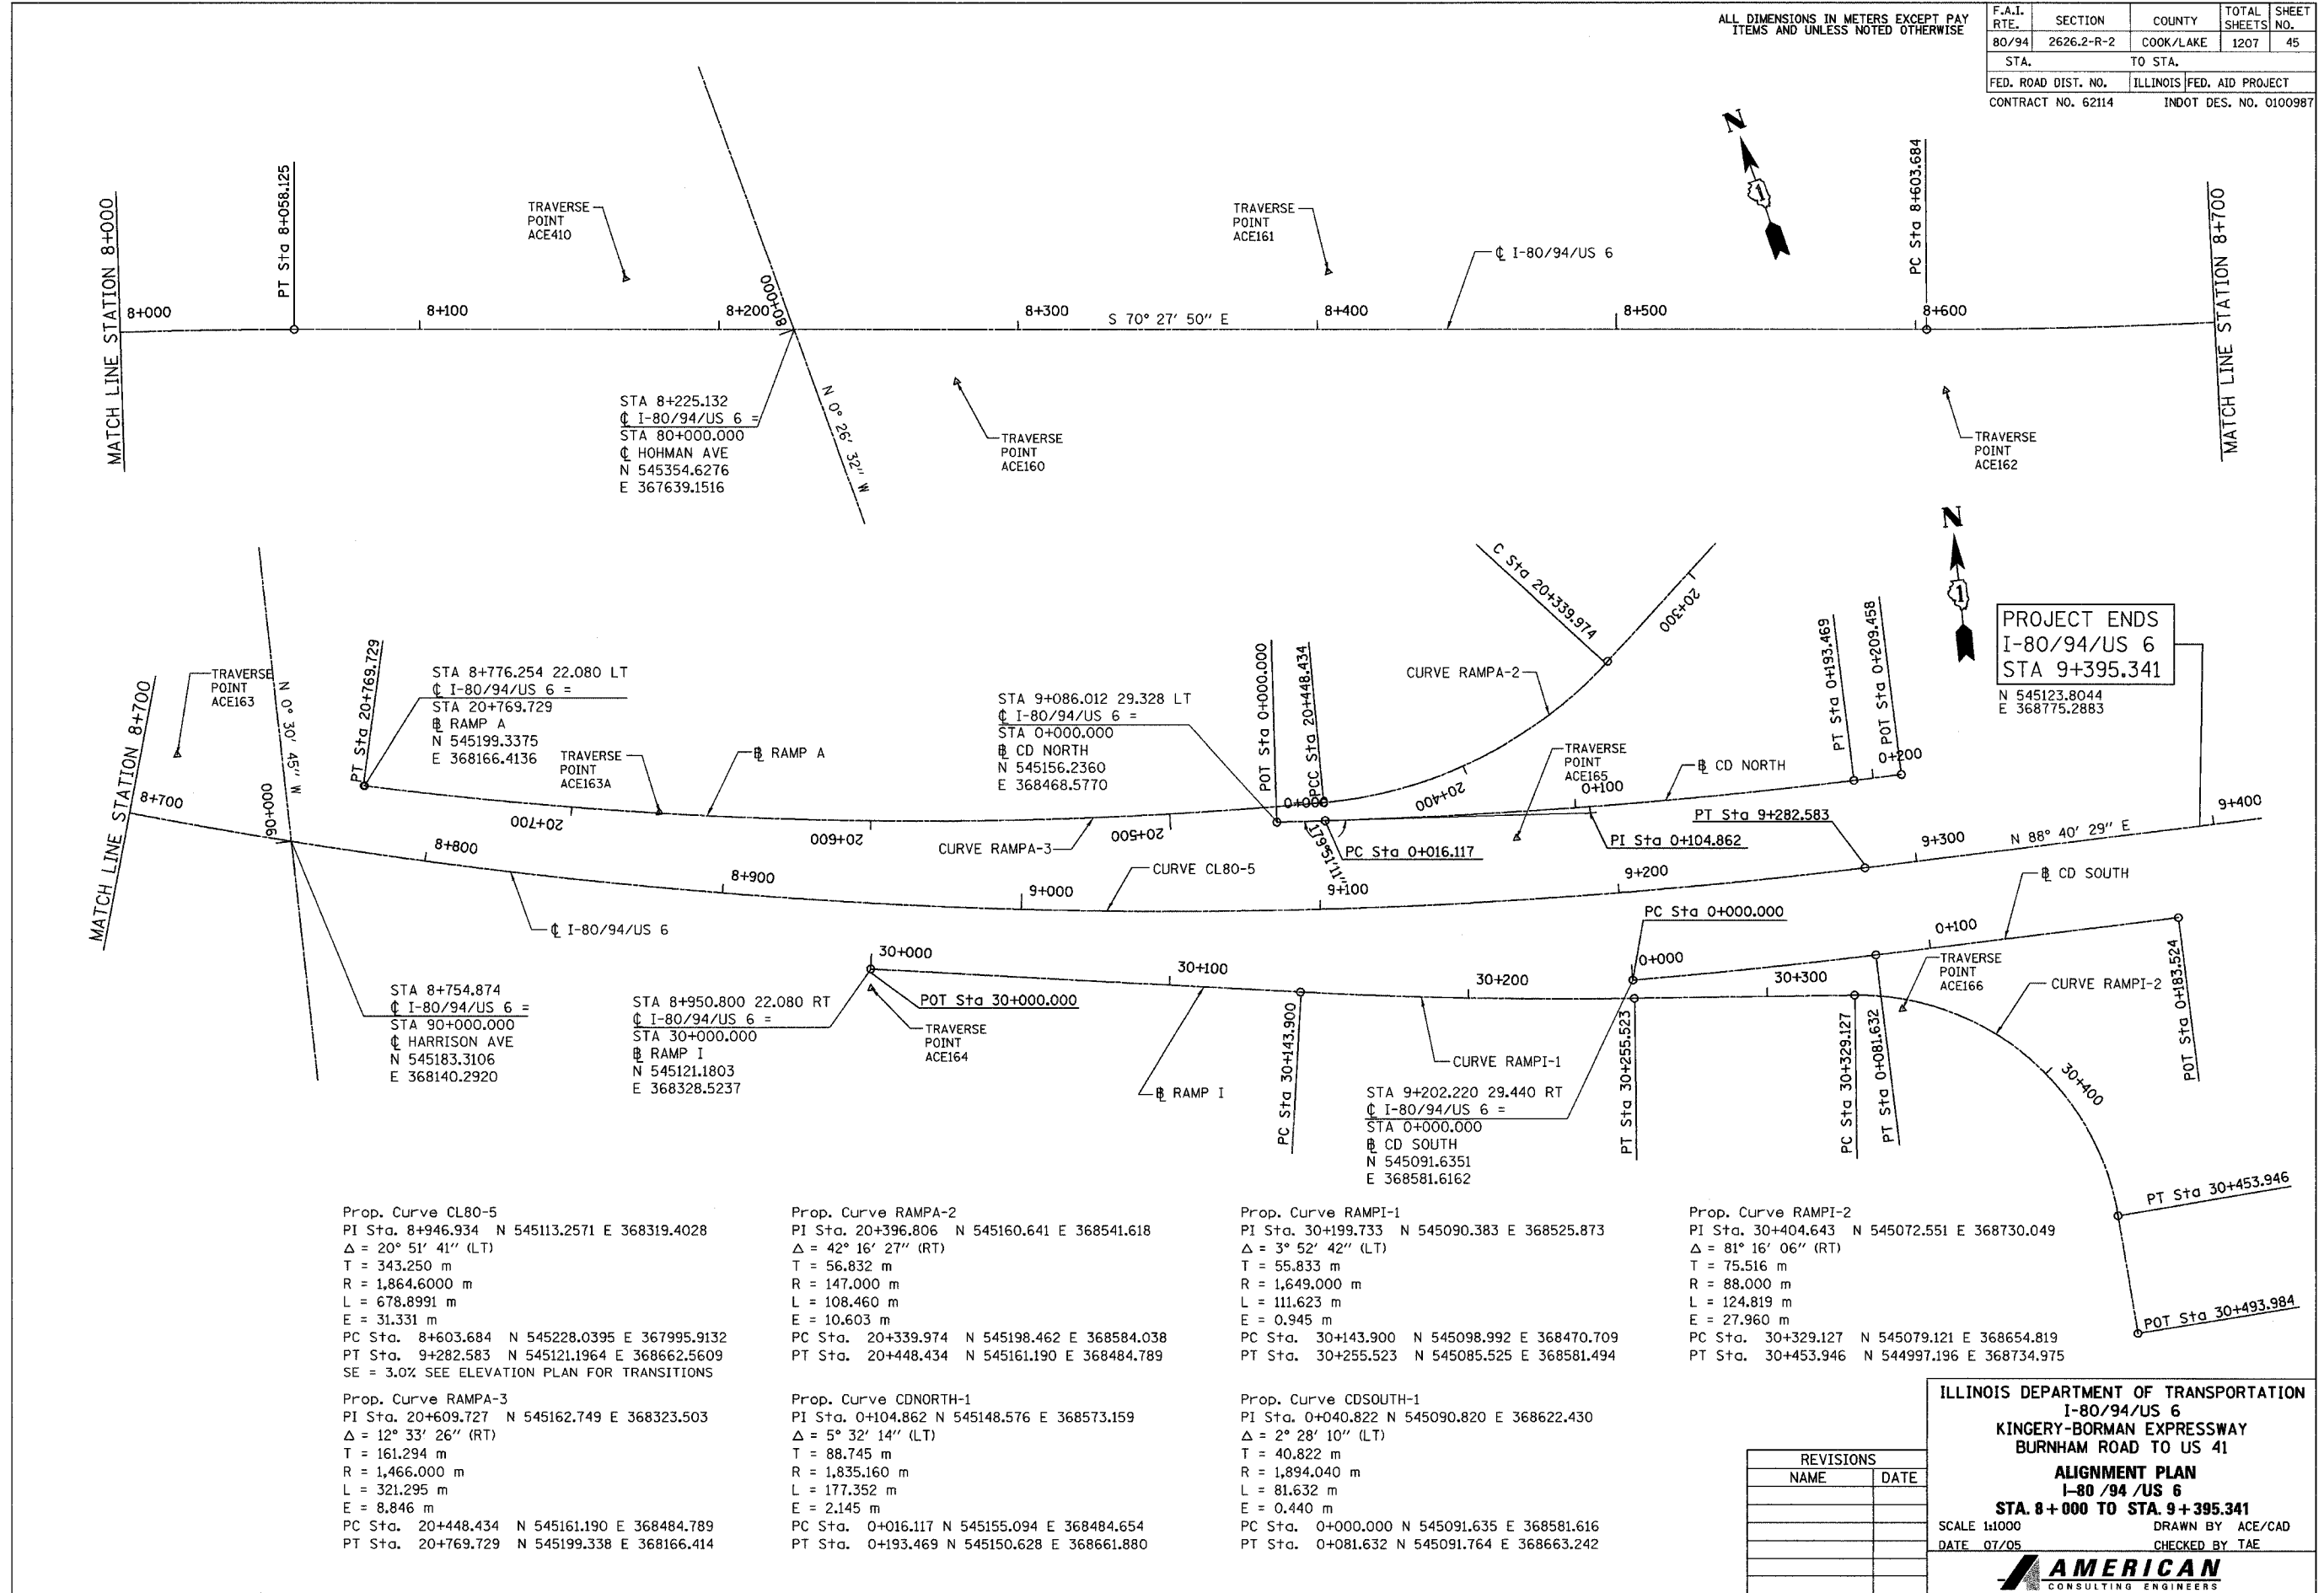 ALL DIMENSIONS IN METERS EXCEPT PAY
ITEMS AND UNLESS NOTED OTHERWISE
F.A.I. RTE. SECTION COUNTY TOTAL SHEETS SHEET NO.
80/94 2626.2-R-2 COOK/LAKE 1207 45
STA. TO STA.
FED. ROAD DIST. NO. ILLINOIS FED. AID PROJECT
CONTRACT NO. 62114 INDOT DES. NO. 0100987
N
1
MATCH LINE STATION 8+000
PT Sta 8+058.125
TRAVERSE
POINT
ACE410
TRAVERSE
POINT
ACE161
℄ I-80/94/US 6
PC Sta 8+603.684
MATCH LINE STATION 8+700
8+000
8+100
8+200
80+000
8+300
S 70° 27' 50" E
8+400
8+500
8+600
N 0° 26' 32" W
STA 8+225.132
℄ I-80/94/US 6 =
STA 80+000.000
℄ HOHMAN AVE
N 545354.6276
E 367639.1516
TRAVERSE
POINT
ACE160
TRAVERSE
POINT
ACE162
N
1
C Sta 20+339.974
20+300
PROJECT ENDS
I-80/94/US 6
STA 9+395.341
N 545123.8044
E 368775.2883
MATCH LINE STATION 8+700
TRAVERSE
POINT
ACE163
N 0° 30' 45" W
PT Sta 20+769.729
STA 8+776.254 22.080 LT
℄ I-80/94/US 6 =
STA 20+769.729
B RAMP A
N 545199.3375
E 368166.4136
TRAVERSE
POINT
ACE163A
B RAMP A
STA 9+086.012 29.328 LT
℄ I-80/94/US 6 =
STA 0+000.000
B CD NORTH
N 545156.2360
E 368468.5770
POT Sta 0+000.000
PCC Sta 20+448.434
CURVE RAMPA-2
TRAVERSE
POINT
ACE165
B CD NORTH
PT Sta 0+193.469
POT Sta 0+209.458
8+700
90+000
20+700
20+600
20+500
0+000
20+400
0+100
0+200
9+400
8+800
CURVE RAMPA-3
179°51'11"
PC Sta 0+016.117
PI Sta 0+104.862
PT Sta 9+282.583
9+300
N 88° 40' 29" E
8+900
9+000
CURVE CL80-5
9+100
9+200
B CD SOUTH
℄ I-80/94/US 6
PC Sta 0+000.000
0+100
30+000
30+100
30+200
0+000
30+300
POT Sta 30+000.000
TRAVERSE
POINT
ACE164
TRAVERSE
POINT
ACE166
CURVE RAMPI-2
POT Sta 0+183.524
STA 8+754.874
℄ I-80/94/US 6 =
STA 90+000.000
℄ HARRISON AVE
N 545183.3106
E 368140.2920
STA 8+950.800 22.080 RT
℄ I-80/94/US 6 =
STA 30+000.000
B RAMP I
N 545121.1803
E 368328.5237
B RAMP I
PC Sta 30+143.900
CURVE RAMPI-1
STA 9+202.220 29.440 RT
℄ I-80/94/US 6 =
STA 0+000.000
B CD SOUTH
N 545091.6351
E 368581.6162
PT Sta 30+255.523
PC Sta 30+329.127
PT Sta 0+081.632
30+400
PT Sta 30+453.946
POT Sta 30+493.984
Prop. Curve CL80-5
PI Sta. 8+946.934 N 545113.2571 E 368319.4028
Δ = 20° 51' 41" (LT)
T = 343.250 m
R = 1,864.6000 m
L = 678.8991 m
E = 31.331 m
PC Sta. 8+603.684 N 545228.0395 E 367995.9132
PT Sta. 9+282.583 N 545121.1964 E 368662.5609
SE = 3.0% SEE ELEVATION PLAN FOR TRANSITIONS
Prop. Curve RAMPA-2
PI Sta. 20+396.806 N 545160.641 E 368541.618
Δ = 42° 16' 27" (RT)
T = 56.832 m
R = 147.000 m
L = 108.460 m
E = 10.603 m
PC Sta. 20+339.974 N 545198.462 E 368584.038
PT Sta. 20+448.434 N 545161.190 E 368484.789
Prop. Curve RAMPI-1
PI Sta. 30+199.733 N 545090.383 E 368525.873
Δ = 3° 52' 42" (LT)
T = 55.833 m
R = 1,649.000 m
L = 111.623 m
E = 0.945 m
PC Sta. 30+143.900 N 545098.992 E 368470.709
PT Sta. 30+255.523 N 545085.525 E 368581.494
Prop. Curve RAMPI-2
PI Sta. 30+404.643 N 545072.551 E 368730.049
Δ = 81° 16' 06" (RT)
T = 75.516 m
R = 88.000 m
L = 124.819 m
E = 27.960 m
PC Sta. 30+329.127 N 545079.121 E 368654.819
PT Sta. 30+453.946 N 544997.196 E 368734.975
Prop. Curve RAMPA-3
PI Sta. 20+609.727 N 545162.749 E 368323.503
Δ = 12° 33' 26" (RT)
T = 161.294 m
R = 1,466.000 m
L = 321.295 m
E = 8.846 m
PC Sta. 20+448.434 N 545161.190 E 368484.789
PT Sta. 20+769.729 N 545199.338 E 368166.414
Prop. Curve CDNORTH-1
PI Sta. 0+104.862 N 545148.576 E 368573.159
Δ = 5° 32' 14" (LT)
T = 88.745 m
R = 1,835.160 m
L = 177.352 m
E = 2.145 m
PC Sta. 0+016.117 N 545155.094 E 368484.654
PT Sta. 0+193.469 N 545150.628 E 368661.880
Prop. Curve CDSOUTH-1
PI Sta. 0+040.822 N 545090.820 E 368622.430
Δ = 2° 28' 10" (LT)
T = 40.822 m
R = 1,894.040 m
L = 81.632 m
E = 0.440 m
PC Sta. 0+000.000 N 545091.635 E 368581.616
PT Sta. 0+081.632 N 545091.764 E 368663.242
REVISIONS
NAME DATE
ILLINOIS DEPARTMENT OF TRANSPORTATION
I-80/94/US 6
KINGERY-BORMAN EXPRESSWAY
BURNHAM ROAD TO US 41
ALIGNMENT PLAN
I-80 /94 /US 6
STA. 8+000 TO STA. 9+395.341
SCALE 1:1000 DRAWN BY ACE/CAD
DATE 07/05 CHECKED BY TAE
AMERICAN
CONSULTING ENGINEERS